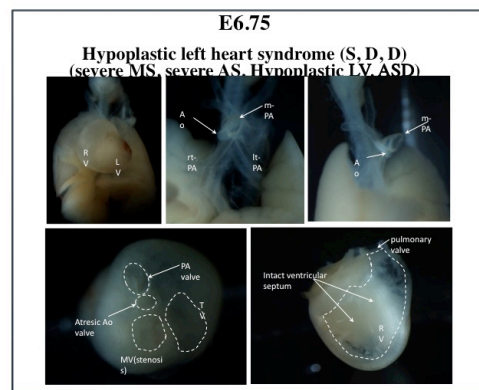 E6.75
Hypoplastic left heart syndrome (S, D, D)
(severe MS, severe AS, Hypoplastic LV, ASD)
R
V
L
V
A
o
m-
PA
rt-
PA
lt-
PA
m-
PA
A
o
PA
valve
T
V
Atresic Ao
valve
MV(stenosi
s)
pulmonary
valve
Intact ventricular
septum
R
V